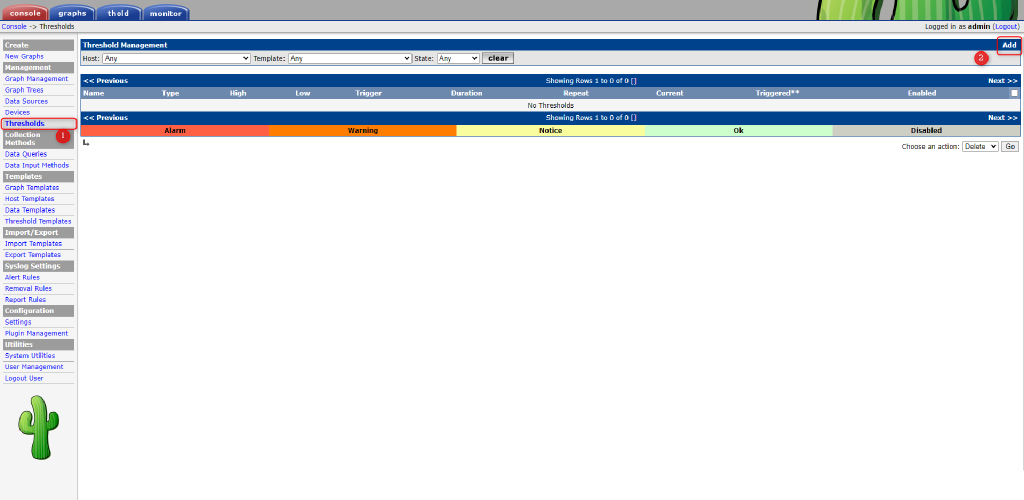 console graphs thold monitor
Console -> Thresholds Logged in as admin (Logout)
Create
New Graphs
Management
Graph Management
Graph Trees
Data Sources
Devices
Thresholds
1
Collection
Methods
Data Queries
Data Input Methods
Templates
Graph Templates
Host Templates
Data Templates
Threshold Templates
Import/Export
Import Templates
Export Templates
Syslog Settings
Alert Rules
Removal Rules
Report Rules
Configuration
Settings
Plugin Management
Utilities
System Utilities
User Management
Logout User
Threshold Management Add
Host: Any Template: Any State: Any clear 2
<< Previous Showing Rows 1 to 0 of 0 [] Next >>
Name Type High Low Trigger Duration Repeat Current Triggered** Enabled
No Thresholds
<< Previous Showing Rows 1 to 0 of 0 [] Next >>
Alarm Warning Notice Ok Disabled
Choose an action: Delete Go